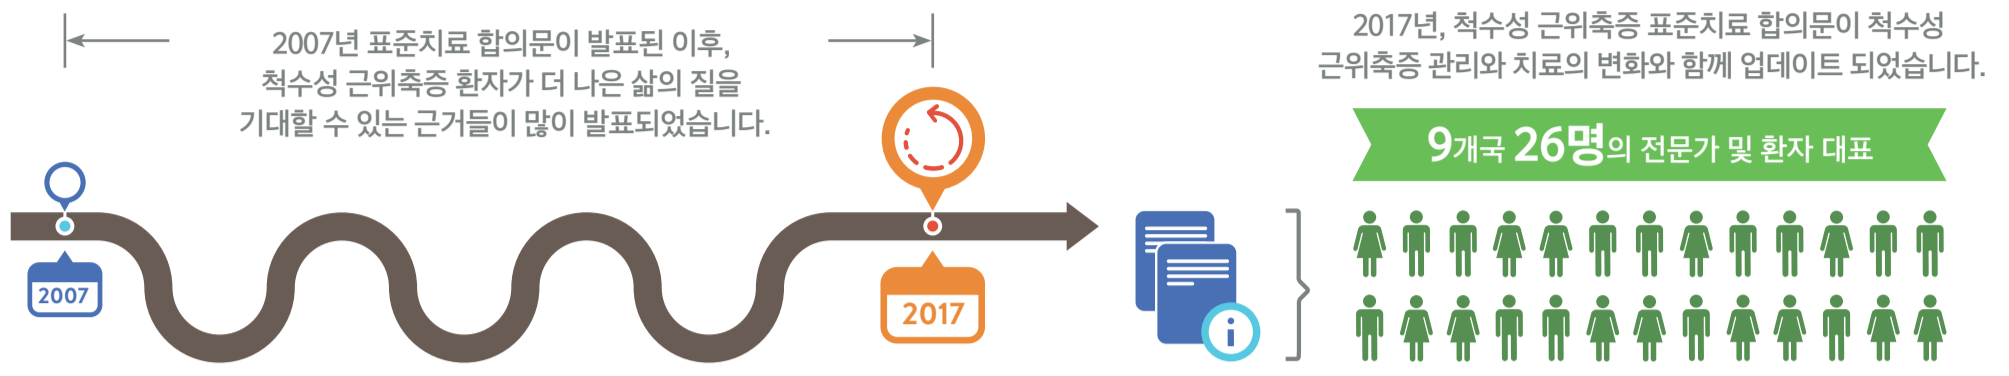 2007년 표준치료 합의문이 발표된 이후,
척수성 근위축증 환자가 더 나은 삶의 질을
기대할 수 있는 근거들이 많이 발표되었습니다.
2007
2017
2017년, 척수성 근위축증 표준치료 합의문이 척수성
근위축증 관리와 치료의 변화와 함께 업데이트 되었습니다.
9개국 26명의 전문가 및 환자 대표
i